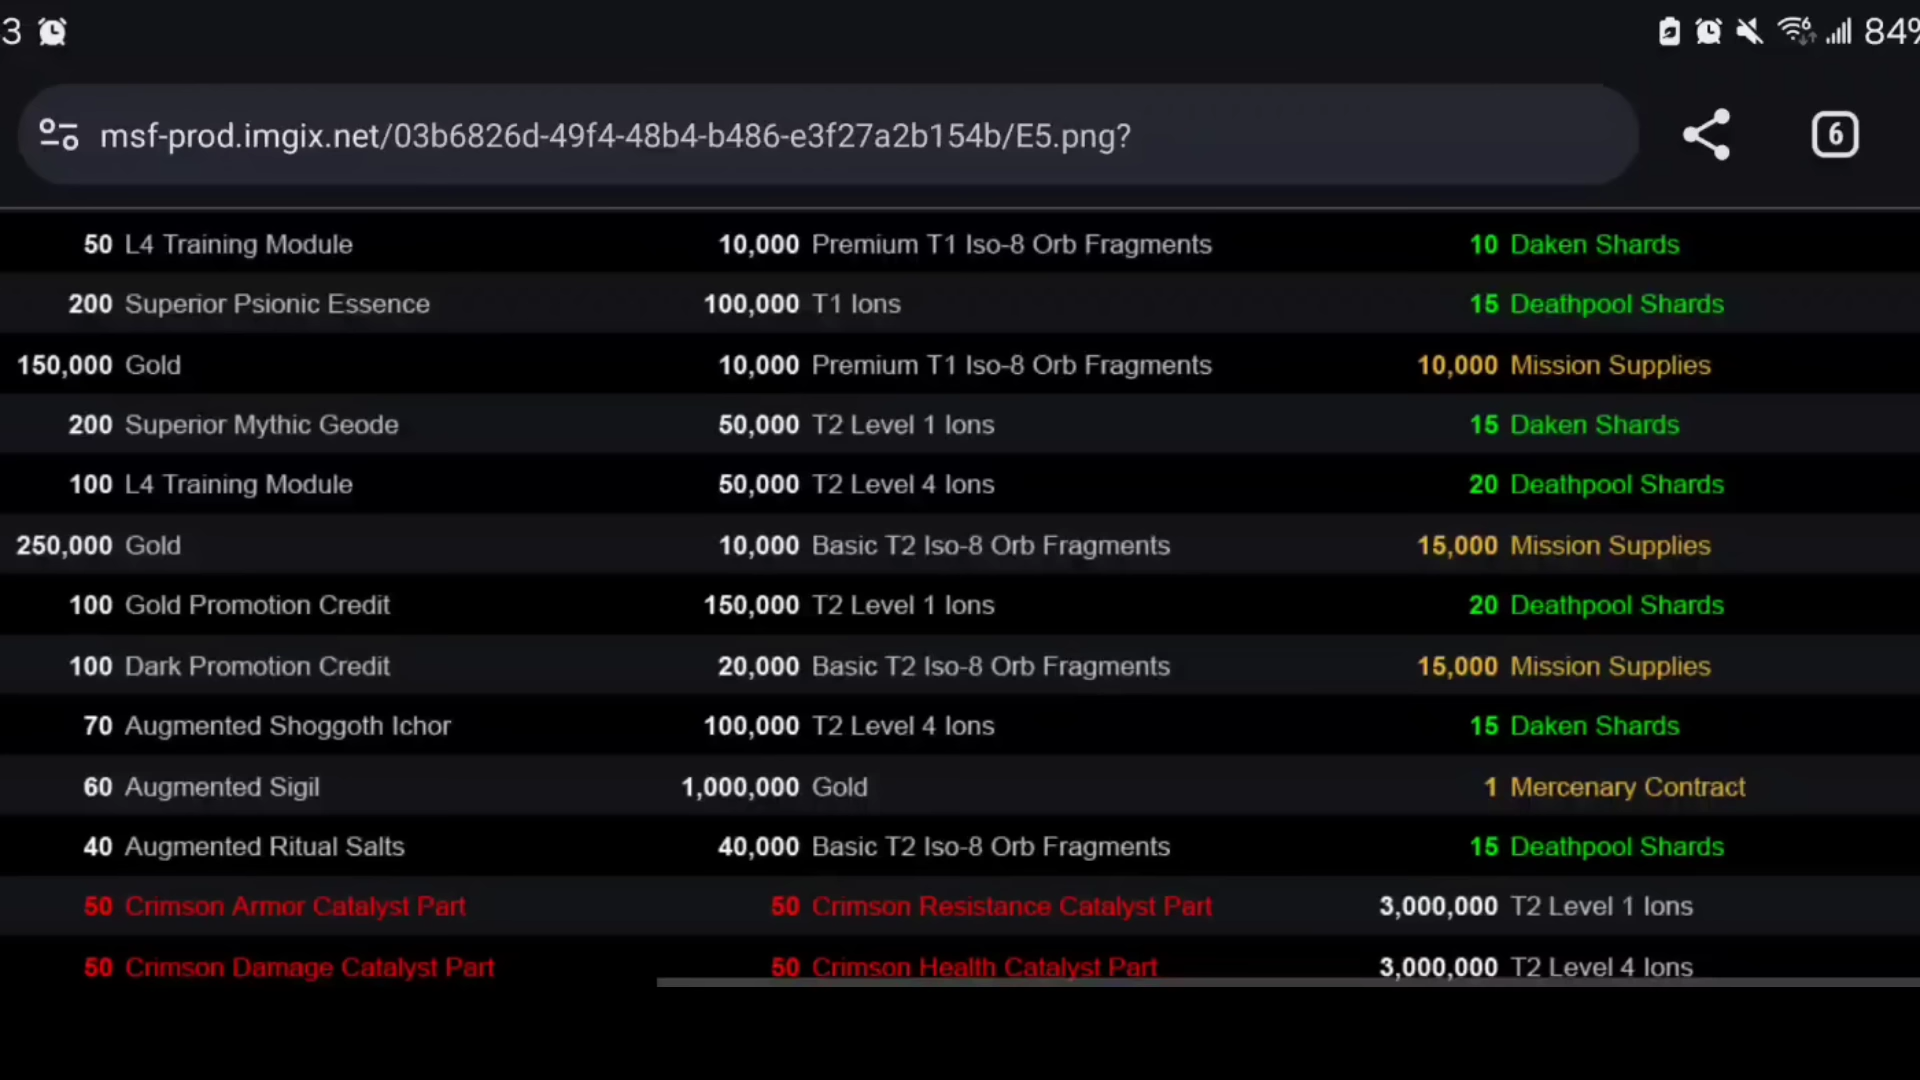 3 84%
msf-prod.imgix.net/03b6826d-49f4-48b4-b486-e3f27a2b154b/E5.png? 6
50 L4 Training Module 10,000 Premium T1 Iso-8 Orb Fragments 10 Daken Shards
200 Superior Psionic Essence 100,000 T1 Ions 15 Deathpool Shards
150,000 Gold 10,000 Premium T1 Iso-8 Orb Fragments 10,000 Mission Supplies
200 Superior Mythic Geode 50,000 T2 Level 1 Ions 15 Daken Shards
100 L4 Training Module 50,000 T2 Level 4 Ions 20 Deathpool Shards
250,000 Gold 10,000 Basic T2 Iso-8 Orb Fragments 15,000 Mission Supplies
100 Gold Promotion Credit 150,000 T2 Level 1 Ions 20 Deathpool Shards
100 Dark Promotion Credit 20,000 Basic T2 Iso-8 Orb Fragments 15,000 Mission Supplies
70 Augmented Shoggoth Ichor 100,000 T2 Level 4 Ions 15 Daken Shards
60 Augmented Sigil 1,000,000 Gold 1 Mercenary Contract
40 Augmented Ritual Salts 40,000 Basic T2 Iso-8 Orb Fragments 15 Deathpool Shards
50 Crimson Armor Catalyst Part 50 Crimson Resistance Catalyst Part 3,000,000 T2 Level 1 Ions
50 Crimson Damage Catalyst Part 50 Crimson Health Catalyst Part 3,000,000 T2 Level 4 Ions